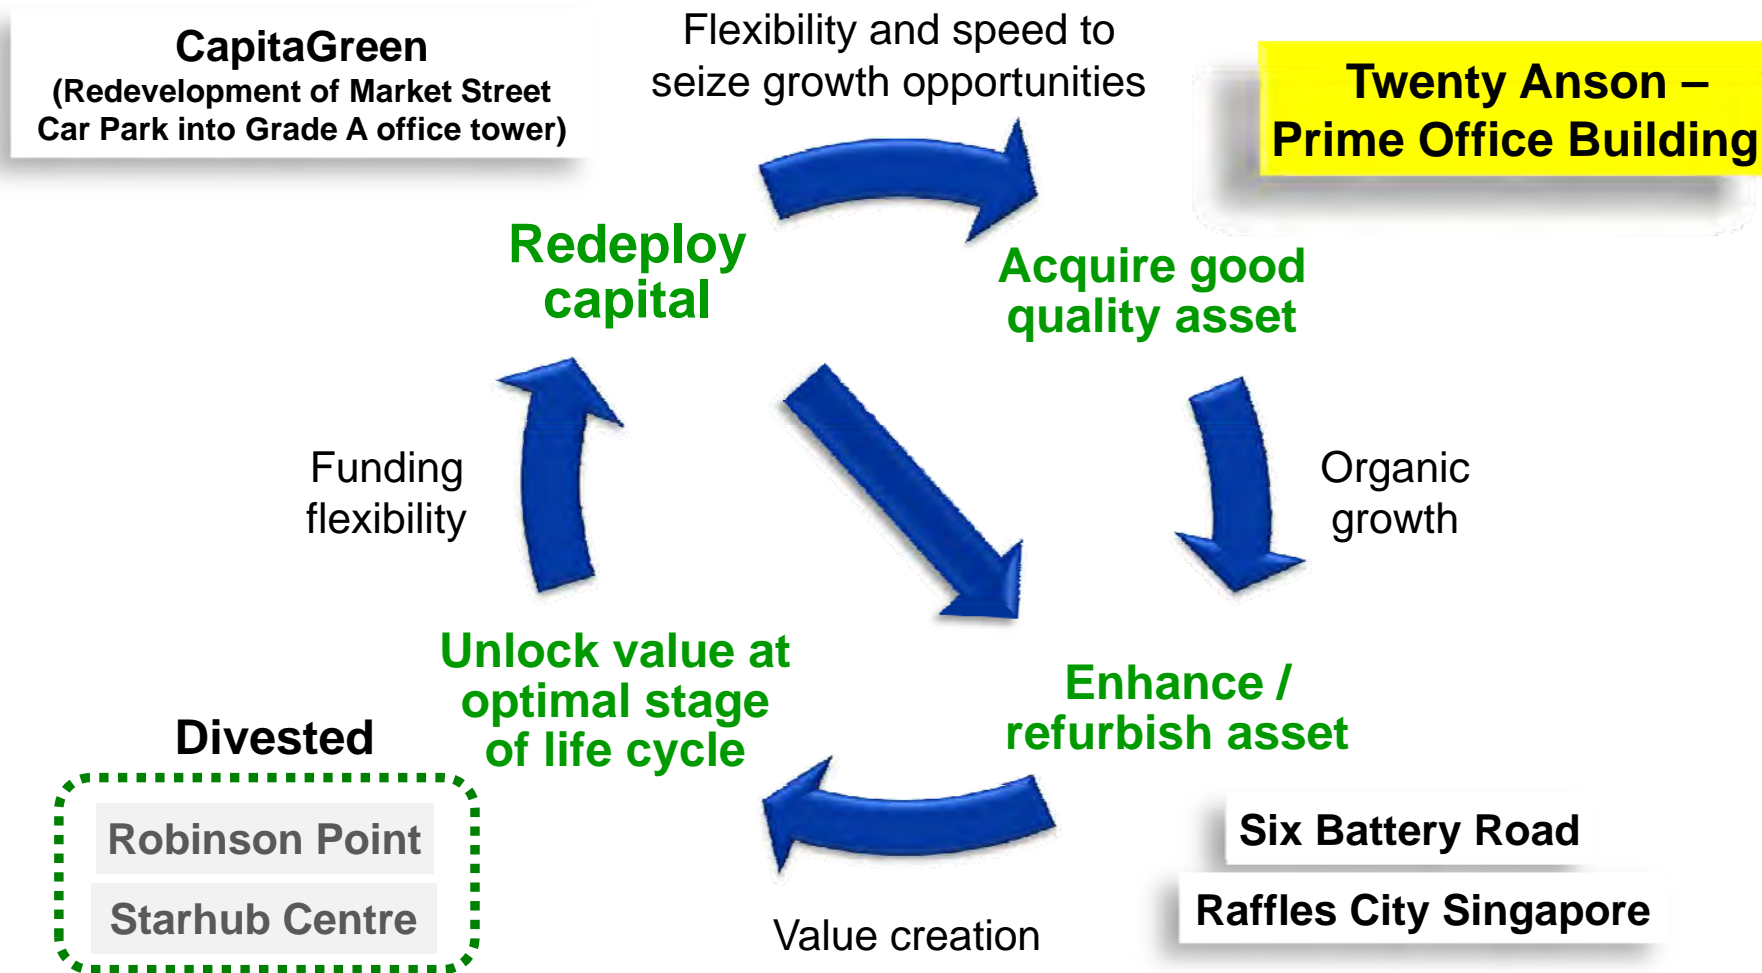 CapitaGreen
(Redevelopment of Market Street
Car Park into Grade A office tower)
Flexibility and speed to
seize growth opportunities
Twenty Anson –
Prime Office Building
Redeploy
capital
Acquire good
quality asset
Funding
flexibility
Organic
growth
Unlock value at
optimal stage
of life cycle
Enhance /
refurbish asset
Divested
Robinson Point
Starhub Centre
Value creation
Six Battery Road
Raffles City Singapore